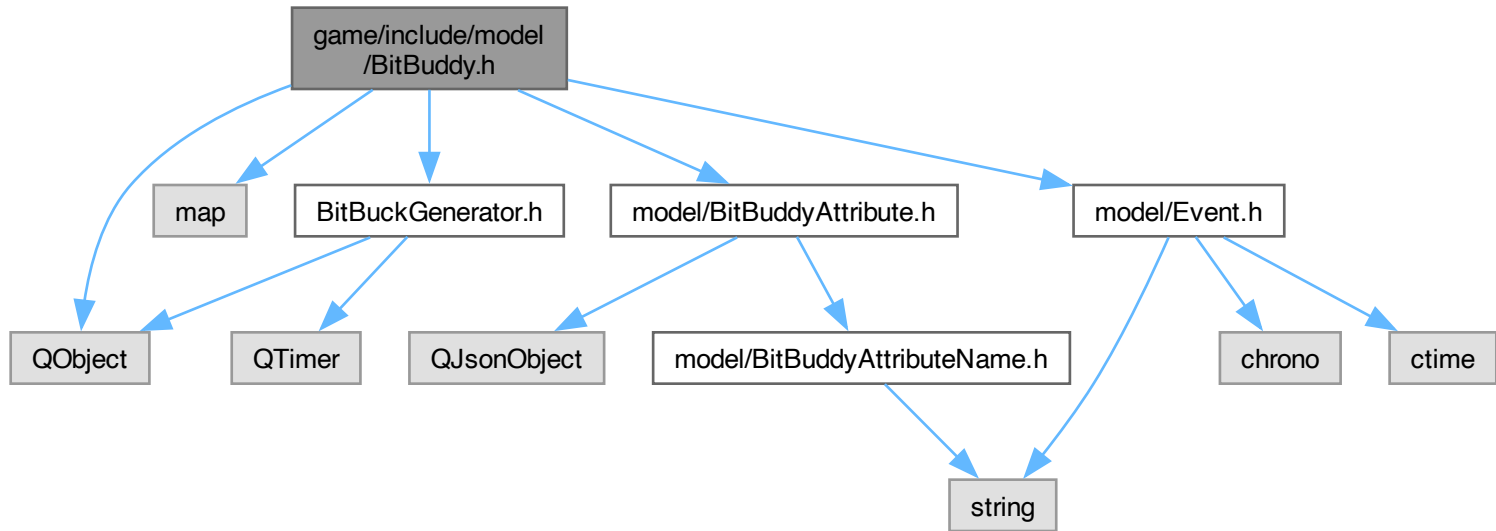 game/include/model
/BitBuddy.h
map
BitBuckGenerator.h
model/BitBuddyAttribute.h
model/Event.h
QObject
QTimer
QJsonObject
model/BitBuddyAttributeName.h
chrono
ctime
string